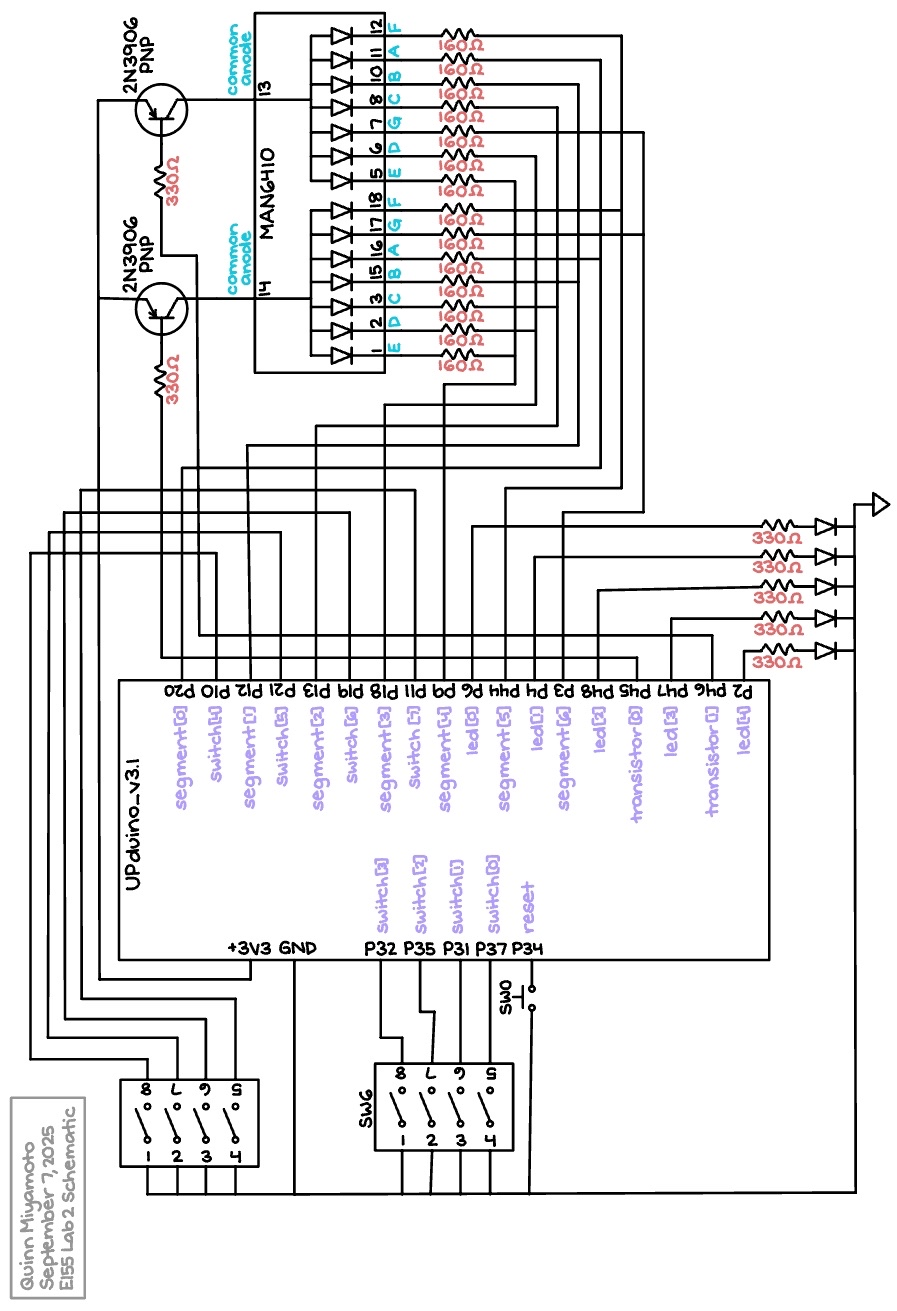 2N3906
PNP
330Ω
2N3906
PNP
330Ω
common
anode
13
MAN6410
common
anode
14
12 F 160Ω
11 A 160Ω
10 B 160Ω
8 C 160Ω
7 G 160Ω
6 D 160Ω
5 E 160Ω
18 F 160Ω
17 G 160Ω
16 A 160Ω
15 B 160Ω
3 C 160Ω
2 D 160Ω
1 E 160Ω
330Ω
330Ω
330Ω
330Ω
330Ω
UPduino_v3.1
P20 segment[0]
P10 switch[4]
P12 segment[1]
P21 switch[5]
P13 segment[2]
P19 switch[6]
P18 segment[3]
P11 switch[7]
P9 segment[4]
P6 led[0]
P44 segment[5]
P4 led[1]
P3 segment[6]
P48 led[2]
P45 transistor[0]
P47 led[3]
P46 transistor[1]
P2 led[4]
switch[3]
switch[2]
switch[1]
switch[0]
reset
+3V3 GND P32 P35 P31 P37 P34
SW0
8 7 6 5
1 2 3 4
SW6
8 7 6 5
1 2 3 4
Quinn Miyamoto
September 7, 2025
E155 Lab 2 Schematic